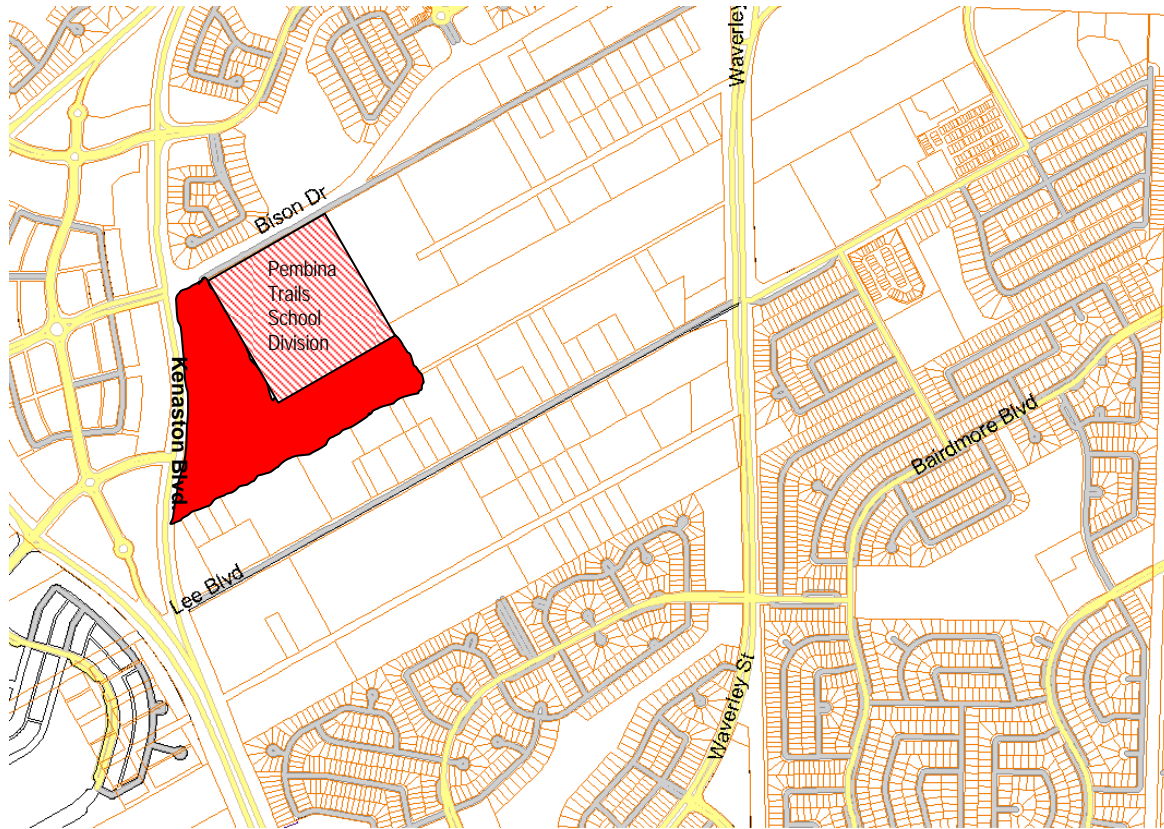 Waverley
Bison Dr
Pembina
Trails
School
Division
Kenaston Blvd.
Bairdmore Blvd
Lee Blvd
Waverley St